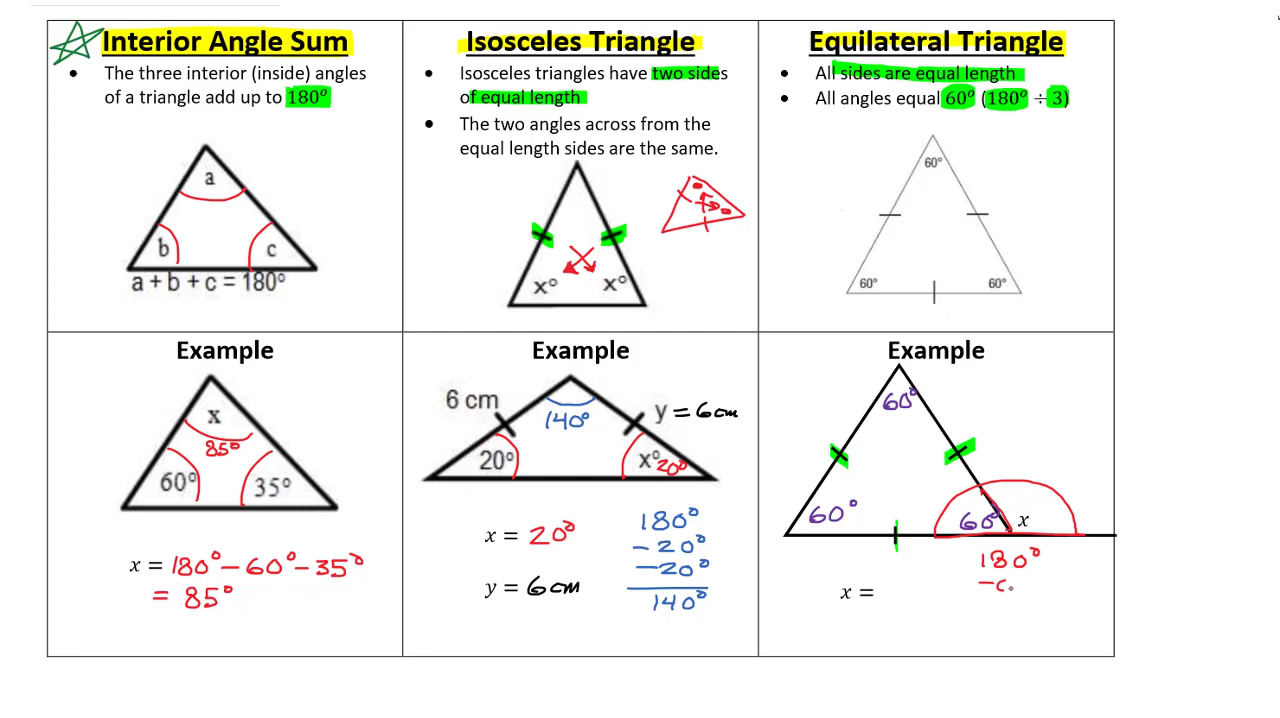 Interior Angle Sum
• The three interior (inside) angles
of a triangle add up to 180°
a
b
c
a + b + c = 180°
Isosceles Triangle
• Isosceles triangles have two sides
of equal length
• The two angles across from the
equal length sides are the same.
x° x°
Equilateral Triangle
• All sides are equal length
• All angles equal 60° (180° ÷ 3)
60°
60° 60°
Example
x
85°
60° 35°
x = 180° − 60° − 35°
= 85°
Example
6 cm
y = 6cm
140°
20° x° 20°
x = 20°
y = 6cm
180°
− 20°
− 20°
140°
Example
60°
60° 60° x
180°
x =